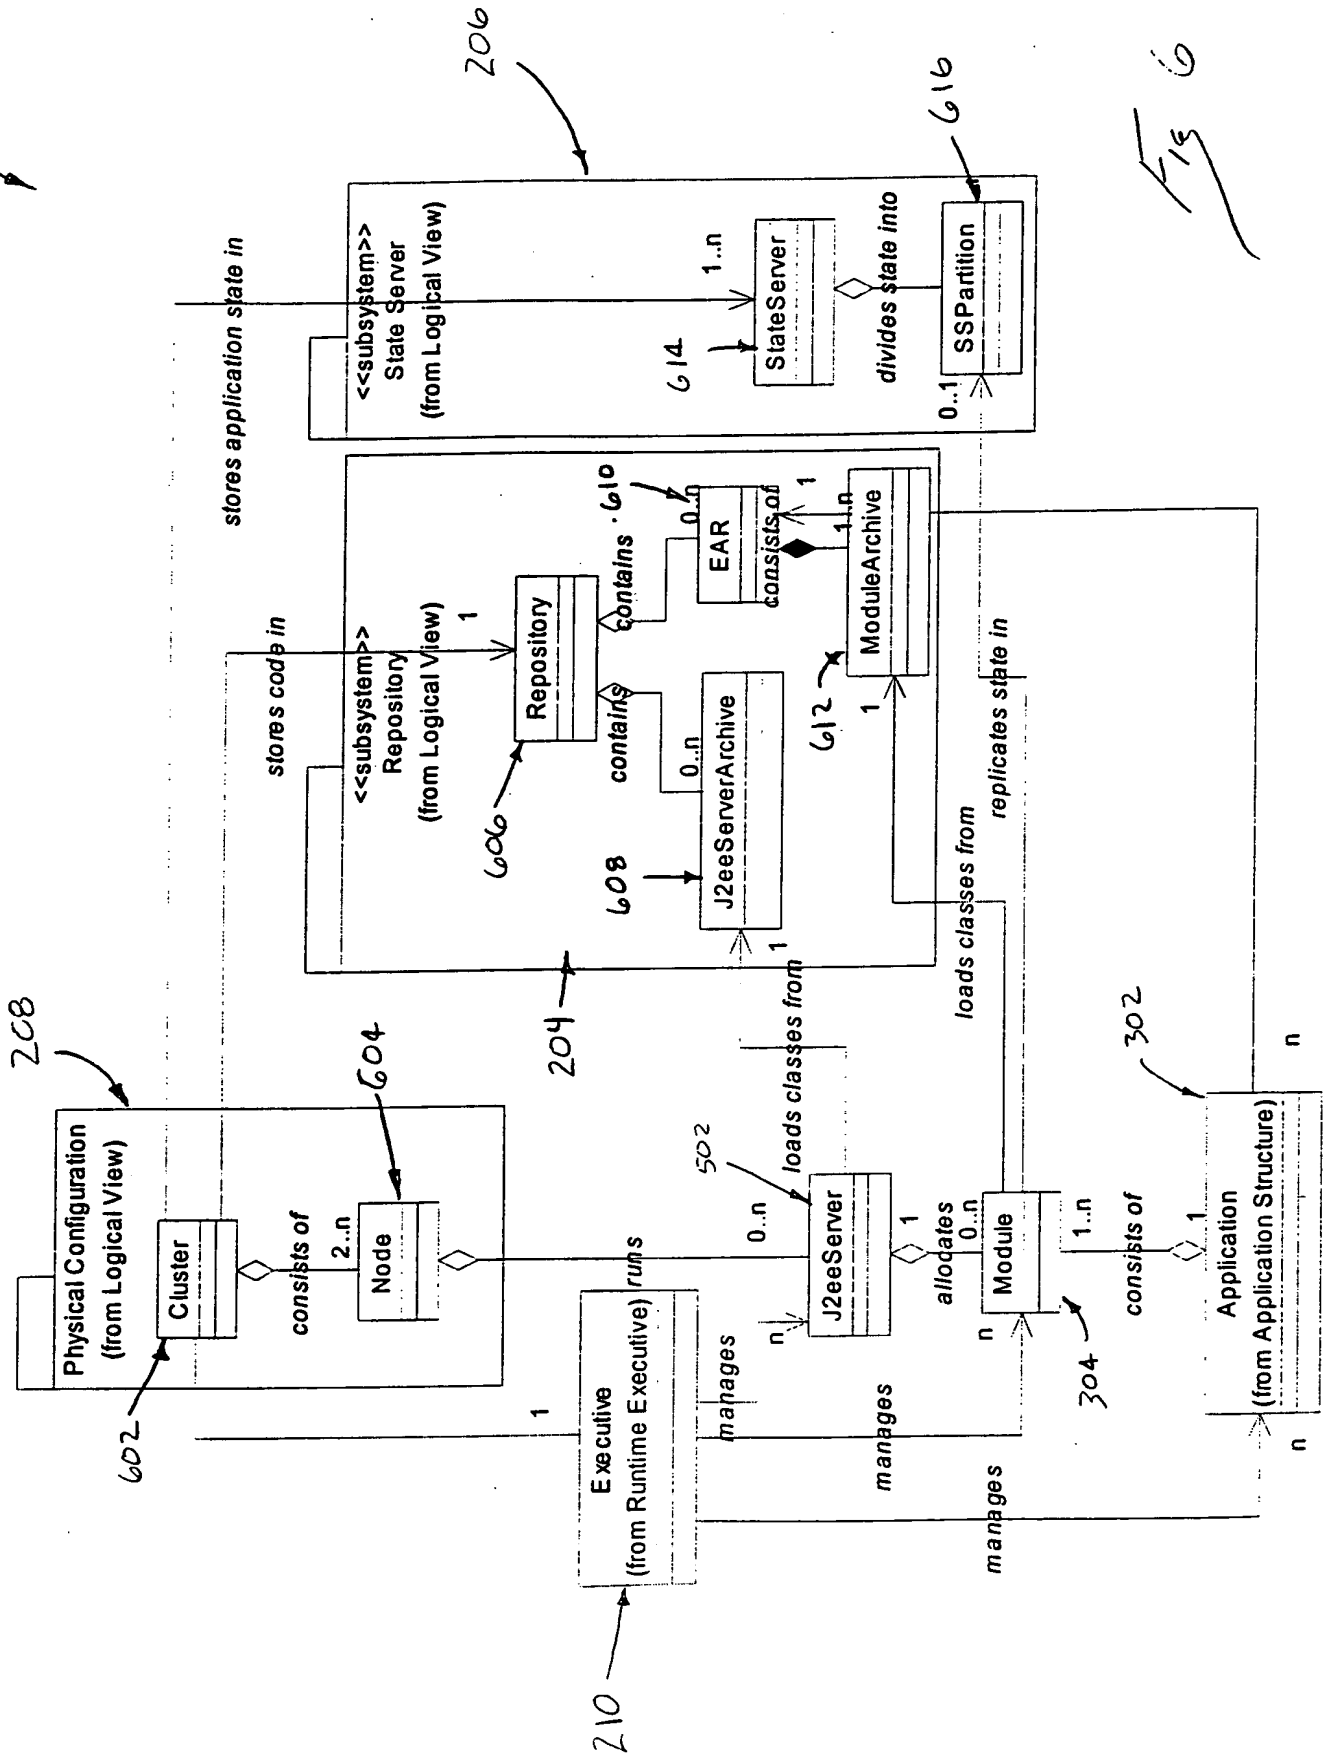 208
Physical Configuration
(from Logical View)
Cluster
602
consists of
2..n
Node
604
stores application state in
stores code in
206
<<subsystem>>
State Server
(from Logical View)
1..n
StateServer
614
divides state into
0..1
SSPartition
616
<<subsystem>>
Repository
(from Logical View)
1
Repository
606
contains
contains
610
0..n
EAR
0..n
J2eeServerArchive
608
consists of
1
1..n
ModuleArchive
612
1
204
1
loads classes from
loads classes from
replicates state in
1
Executive
(from Runtime Executive)
210
runs
0..n
502
J2eeServer
n
manages
manages
manages
1
allocates
0..n
Module
n
304
1..n
consists of
1
302
Application
(from Application Structure)
n
n
Fig 6